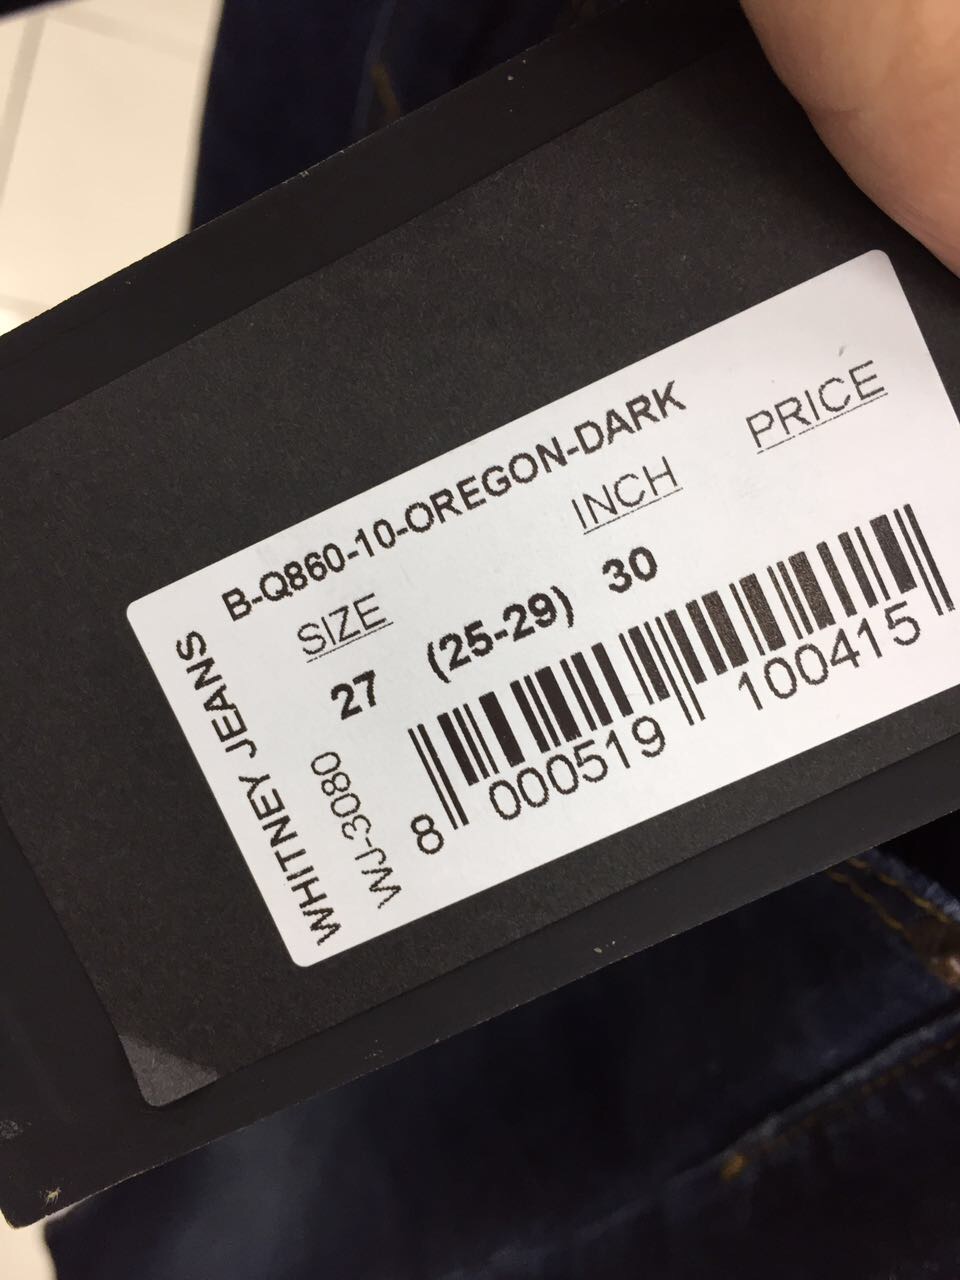 B-Q860-10-OREGON-DARK
SIZE INCH PRICE
27 (25-29) 30
8 000519 100415
WHITNEY JEANS
WJ-3080